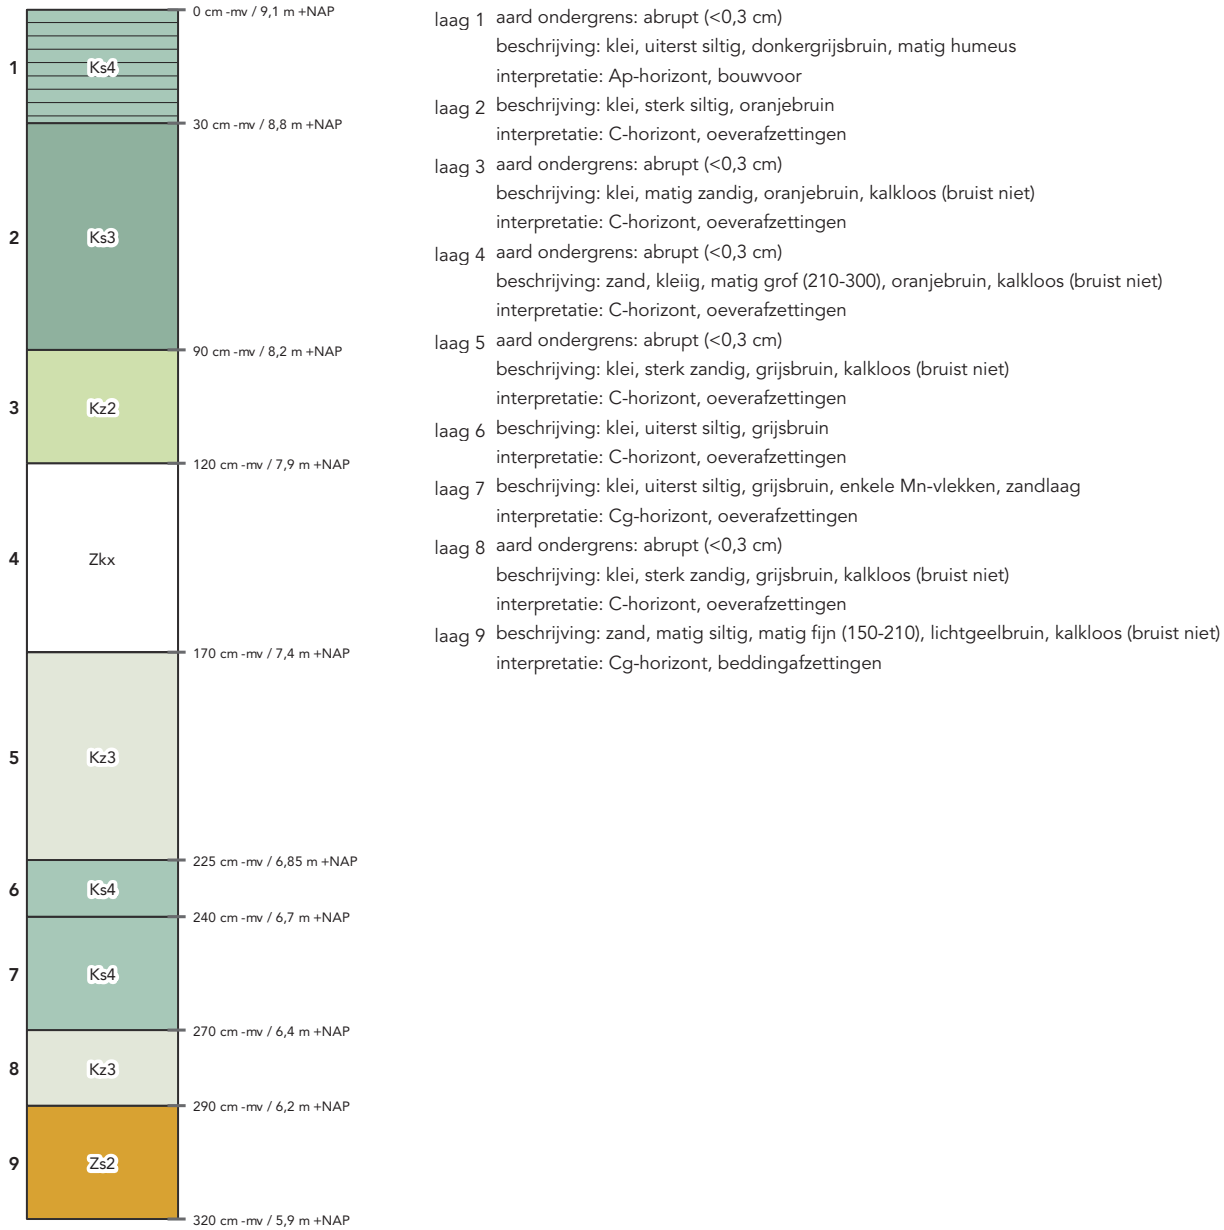 0 cm -mv / 9,1 m +NAP
1 Ks4
30 cm -mv / 8,8 m +NAP
2 Ks3
90 cm -mv / 8,2 m +NAP
3 Kz2
120 cm -mv / 7,9 m +NAP
4 Zkx
170 cm -mv / 7,4 m +NAP
5 Kz3
225 cm -mv / 6,85 m +NAP
6 Ks4
240 cm -mv / 6,7 m +NAP
7 Ks4
270 cm -mv / 6,4 m +NAP
8 Kz3
290 cm -mv / 6,2 m +NAP
9 Zs2
320 cm -mv / 5,9 m +NAP
laag 1 aard ondergrens: abrupt (<0,3 cm)
beschrijving: klei, uiterst siltig, donkergrijsbruin, matig humeus
interpretatie: Ap-horizont, bouwvoor
laag 2 beschrijving: klei, sterk siltig, oranjebruin
interpretatie: C-horizont, oeverafzettingen
laag 3 aard ondergrens: abrupt (<0,3 cm)
beschrijving: klei, matig zandig, oranjebruin, kalkloos (bruist niet)
interpretatie: C-horizont, oeverafzettingen
laag 4 aard ondergrens: abrupt (<0,3 cm)
beschrijving: zand, kleiig, matig grof (210-300), oranjebruin, kalkloos (bruist niet)
interpretatie: C-horizont, oeverafzettingen
laag 5 aard ondergrens: abrupt (<0,3 cm)
beschrijving: klei, sterk zandig, grijsbruin, kalkloos (bruist niet)
interpretatie: C-horizont, oeverafzettingen
laag 6 beschrijving: klei, uiterst siltig, grijsbruin
interpretatie: C-horizont, oeverafzettingen
laag 7 beschrijving: klei, uiterst siltig, grijsbruin, enkele Mn-vlekken, zandlaag
interpretatie: Cg-horizont, oeverafzettingen
laag 8 aard ondergrens: abrupt (<0,3 cm)
beschrijving: klei, sterk zandig, grijsbruin, kalkloos (bruist niet)
interpretatie: C-horizont, oeverafzettingen
laag 9 beschrijving: zand, matig siltig, matig fijn (150-210), lichtgeelbruin, kalkloos (bruist niet)
interpretatie: Cg-horizont, beddingafzettingen